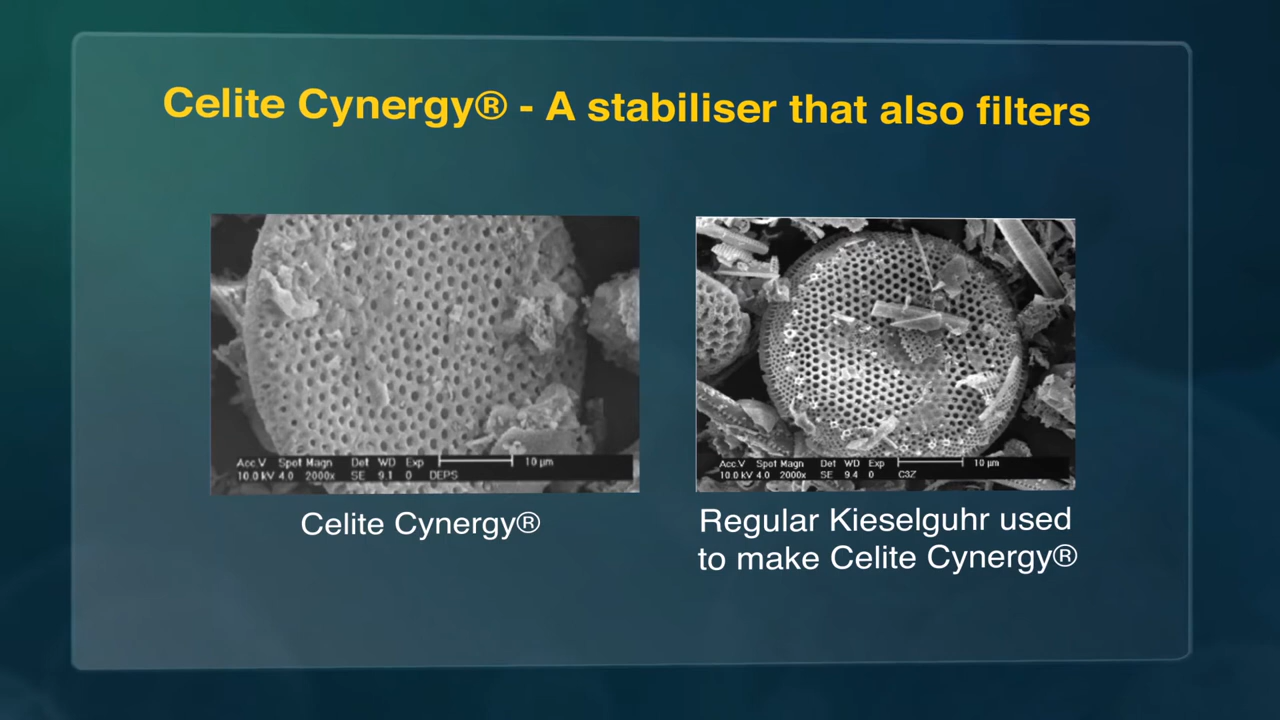 Celite Cynergy® - A stabiliser that also filters
Acc.V Spot Magn Det WD Exp 10 µm
10.0 kV 4.0 2000x SE 9.1 0 DEPS
Acc.V Spot Magn Det WD Exp 10 µm
10.0 kV 4.0 2000x SE 9.4 0 C3Z
Celite Cynergy®
Regular Kieselguhr used
to make Celite Cynergy®